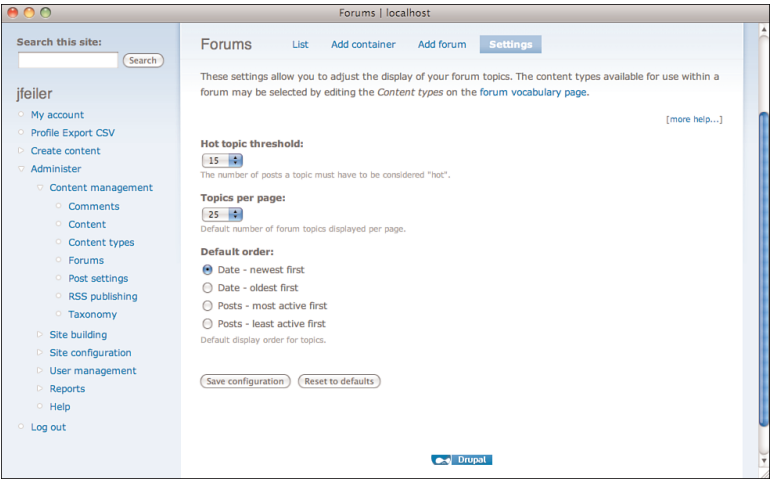 Forums | localhost
Search this site:
Search
jfeiler
My account
Profile Export CSV
Create content
Administer
Content management
Comments
Content
Content types
Forums
Post settings
RSS publishing
Taxonomy
Site building
Site configuration
User management
Reports
Help
Log out
Forums List Add container Add forum Settings
These settings allow you to adjust the display of your forum topics. The content types available for use within a
forum may be selected by editing the Content types on the forum vocabulary page.
[more help...]
Hot topic threshold:
15
The number of posts a topic must have to be considered "hot".
Topics per page:
25
Default number of forum topics displayed per page.
Default order:
Date - newest first
Date - oldest first
Posts - most active first
Posts - least active first
Default display order for topics.
Save configuration Reset to defaults
Drupal